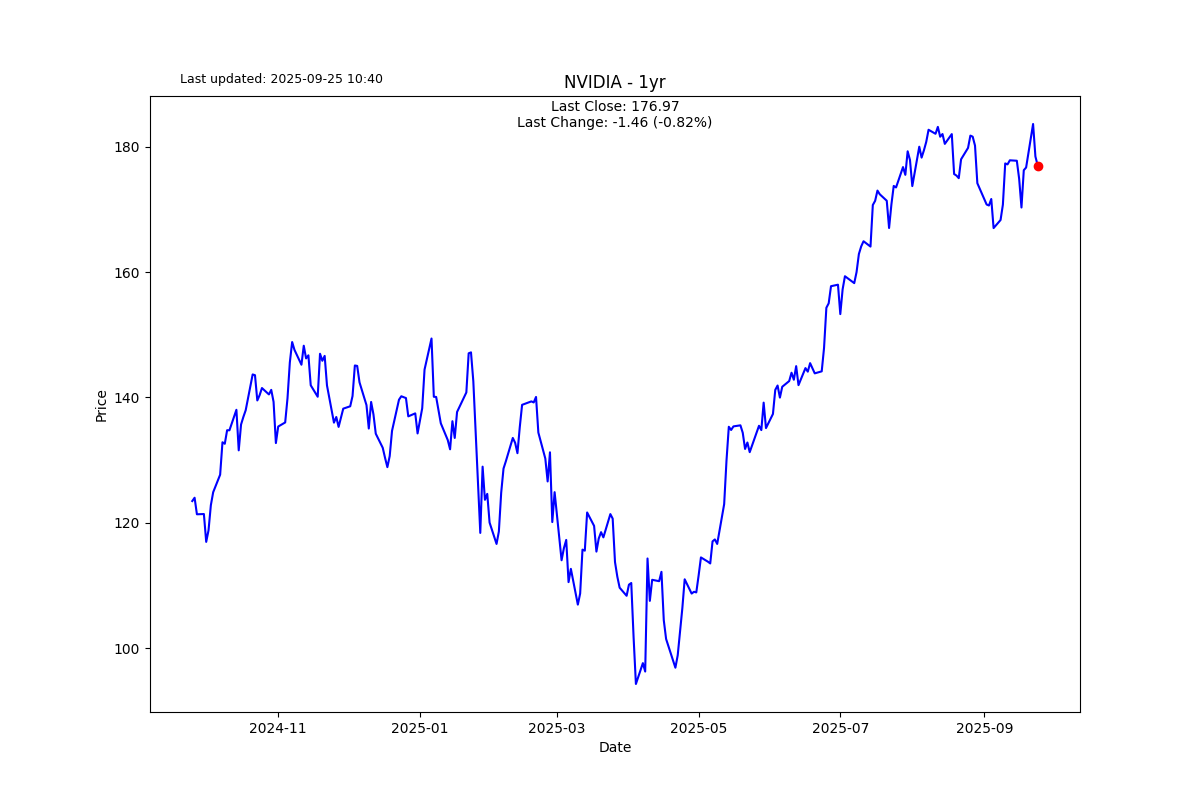 Last updated: 2025-09-25 10:40
NVIDIA - 1yr
Last Close: 176.97
Last Change: -1.46 (-0.82%)
180
160
140
120
100
Price
2024-11
2025-01
2025-03
2025-05
2025-07
2025-09
Date